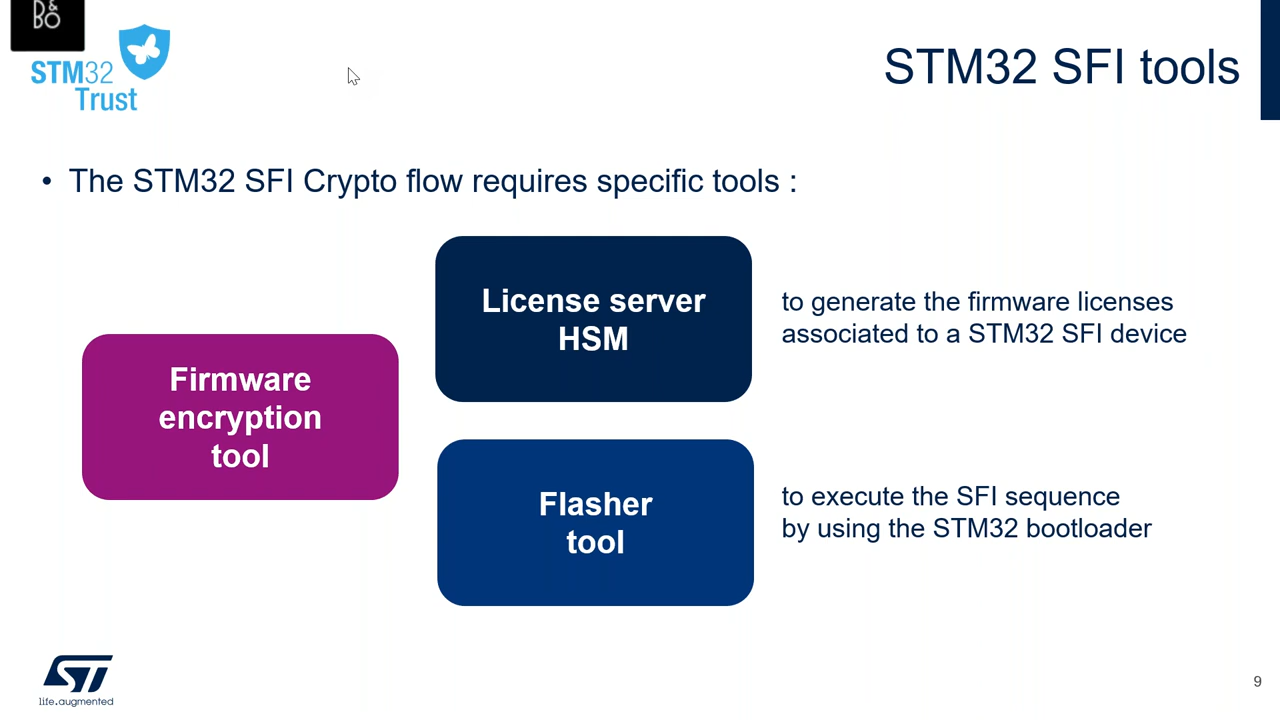 D&
BO
STM32
Trust
STM32 SFI tools
• The STM32 SFI Crypto flow requires specific tools :
Firmware
encryption
tool
License server
HSM
to generate the firmware licenses
associated to a STM32 SFI device
Flasher
tool
to execute the SFI sequence
by using the STM32 bootloader
ST
life.augmented
9